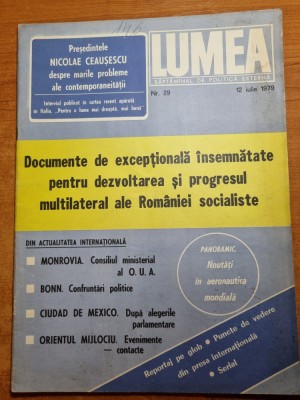 Președintele
NICOLAE CEAUȘESCU
despre marile probleme
ale contemporaneității
Interviul publicat în cartea recent apărută
în Italia, „Pentru o lume mai dreaptă, mai bună"
LUMEA
SĂPTĂMÎNAL DE POLITICĂ EXTERNĂ
Nr. 29
12 iulie 1979
Documente de excepțională însemnătate
pentru dezvoltarea și progresul
multilateral ale României socialiste
DIN ACTUALITATEA INTERNAȚIONALĂ
MONROVIA. Consiliul ministerial
al O. U. A.
BONN. Confruntări politice
CIUDAD DE MEXICO. După alegerile
parlamentare
ORIENTUL MIJLOCIU. Evenimente
— contacte
PANORAMIC.
Noutăți
în aeronautica
mondială
Reportaj pe glob • Puncte de vedere
din presa internațională
• Serial